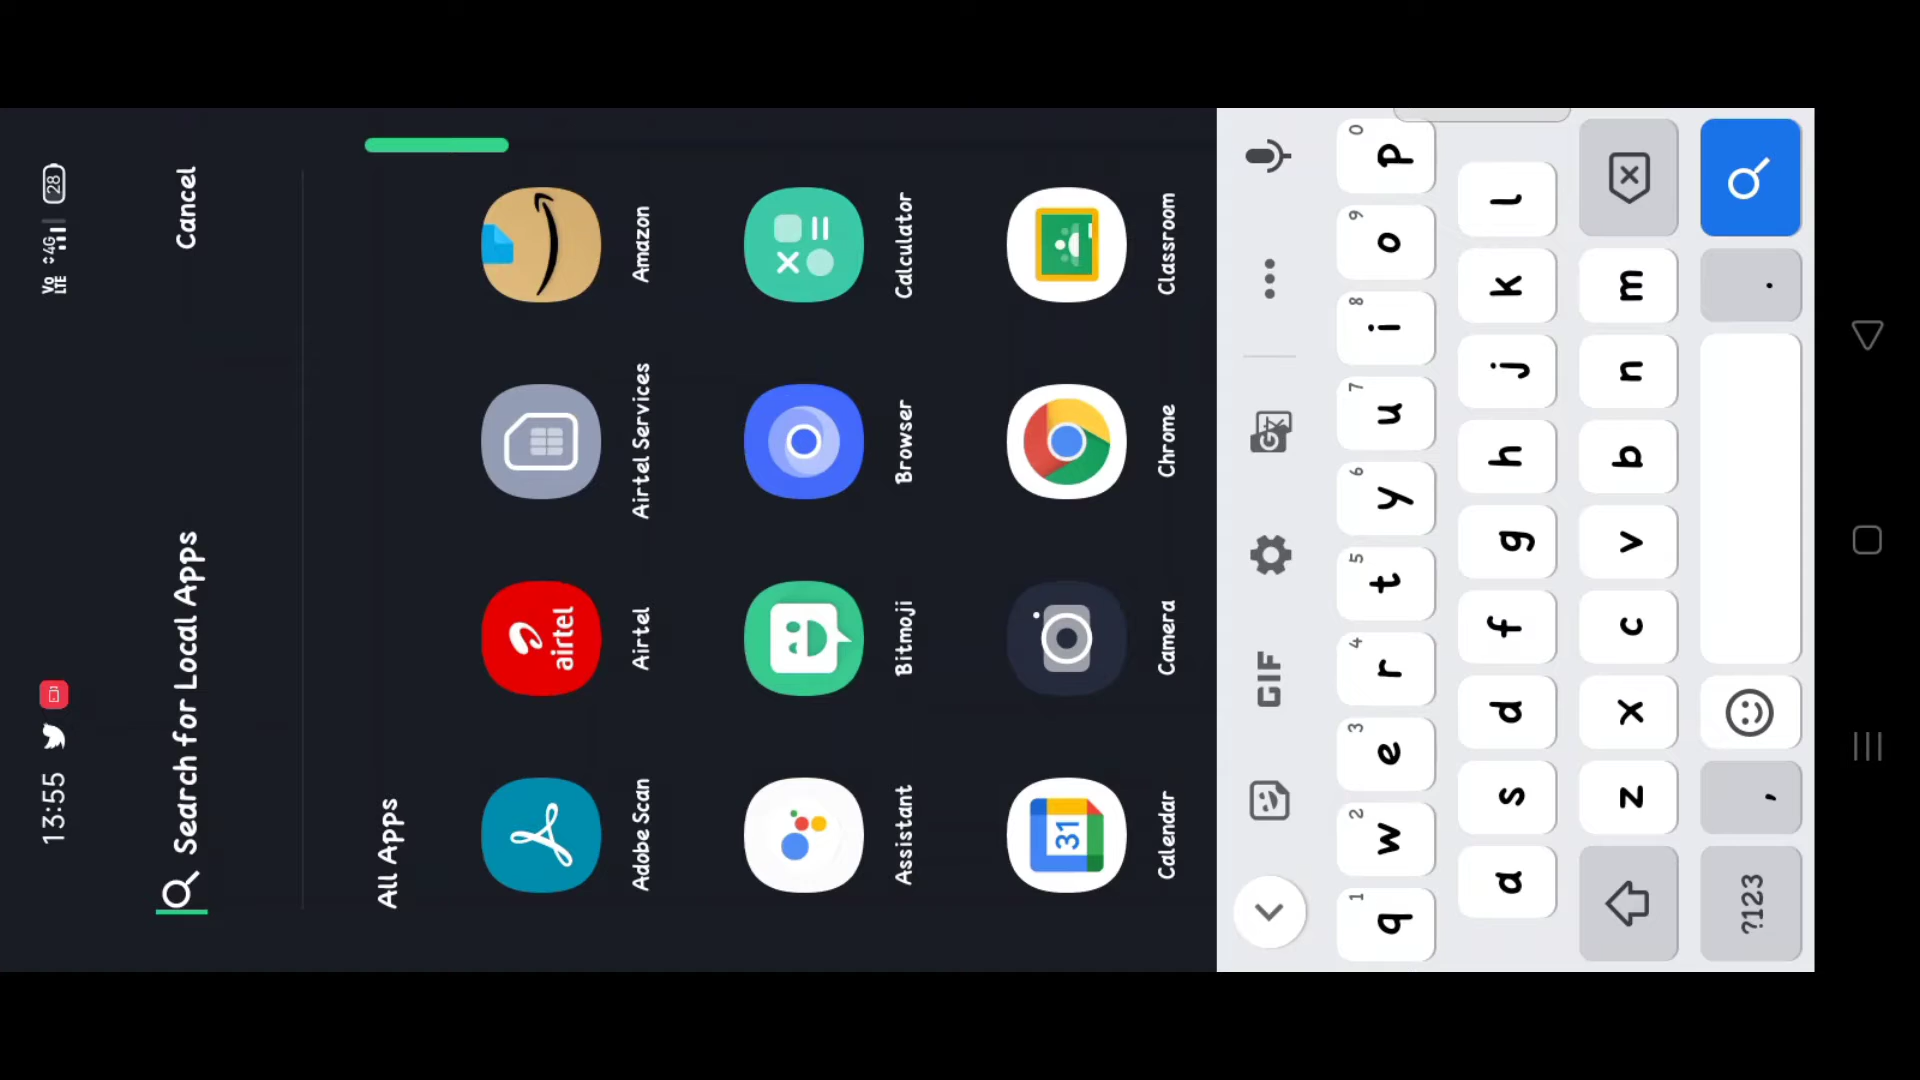 13:55 Vo LTE 4G 28
Search for Local Apps Cancel
All Apps
airtel
Adobe Scan Airtel Airtel Services Amazon
Assistant Bitmoji Browser Calculator
31
Calendar Camera Chrome Classroom
GIF
1 2 3 4 5 6 7 8 9 0
q w e r t y u i o p
a s d f g h j k l
z x c v b n m
?123 , .